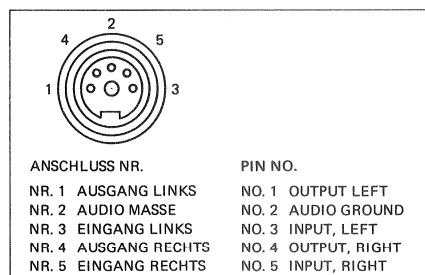 2
4 5
1 3
ANSCHLUSS NR. PIN NO.
NR. 1 AUSGANG LINKS NO. 1 OUTPUT LEFT
NR. 2 AUDIO MASSE NO. 2 AUDIO GROUND
NR. 3 EINGANG LINKS NO. 3 INPUT, LEFT
NR. 4 AUSGANG RECHTS NO. 4 OUTPUT, RIGHT
NR. 5 EINGANG RECHTS NO. 5 INPUT, RIGHT